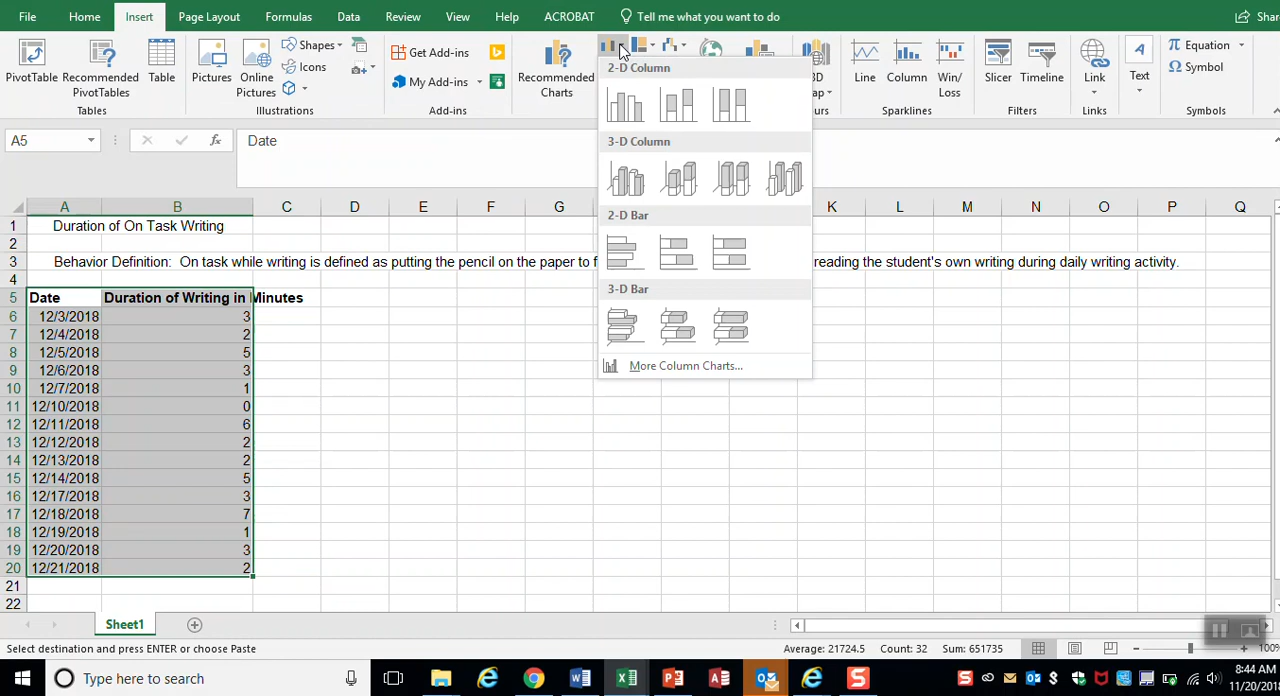 File Home Insert Page Layout Formulas Data Review View Help ACROBAT Tell me what you want to do
PivotTable Recommended PivotTables Table
Tables
Pictures Online Pictures Shapes Icons
Illustrations
Get Add-ins
My Add-ins
Add-ins
Recommended Charts
Line Column Win/ Loss
Sparklines
Slicer Timeline
Filters
Link
Links
Text
Equation
Symbol
Symbols
2-D Column
3-D Column
2-D Bar
3-D Bar
More Column Charts...
A5 fx Date
A B C D E F G K L M N O P Q
1 Duration of On Task Writing
2
3 Behavior Definition: On task while writing is defined as putting the pencil on the paper to reading the student's own writing during daily writing activity.
4
5 Date Duration of Writing in Minutes
6 12/3/2018 3
7 12/4/2018 2
8 12/5/2018 5
9 12/6/2018 3
10 12/7/2018 1
11 12/10/2018 0
12 12/11/2018 6
13 12/12/2018 2
14 12/13/2018 2
15 12/14/2018 5
16 12/17/2018 3
17 12/18/2018 7
18 12/19/2018 1
19 12/20/2018 3
20 12/21/2018 2
21
22
Sheet1
Select destination and press ENTER or choose Paste Average: 21724.5 Count: 32 Sum: 651735 100%
Type here to search
8:44 AM